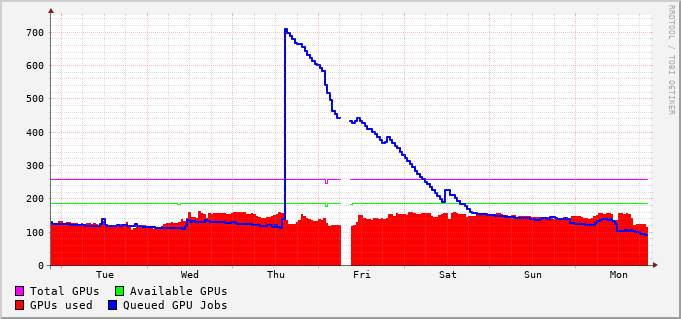 700
600
500
400
300
200
100
0
Tue Wed Thu Fri Sat Sun Mon
Total GPUs Available GPUs
GPUs used Queued GPU Jobs
RRDTOOL / TOBI OETIKER